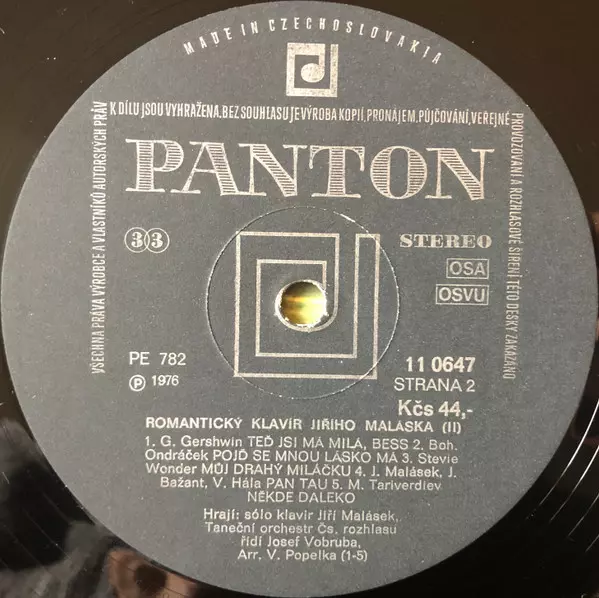 MADE IN CZECHOSLOVAKIA
VŠECHNA PRÁVA VÝROBCE A VLASTNÍKŮ AUTORSKÝCH PRÁV
K DÍLU JSOU VYHRAŽENA. BEZ SOUHLASU JE VÝROBA KOPIÍ, PRONÁJEM, PŮJČOVÁNÍ, VEŘEJNÉ
PROVOZOVÁNÍ A ROZHLASOVÉ ŠÍŘENÍ TÉTO DESKY ZAKÁZÁNO
PANTON
33
STEREO
OSA
OSVU
PE 782
℗ 1976
11 0647
STRANA 2
Kčs 44,-
ROMANTICKÝ KLAVÍR JIŘÍHO MALÁSKA (II)
1. G. Gershwin TEĎ JSI MÁ MILÁ, BESS 2. Boh.
Ondráček POJĎ SE MNOU LÁSKO MÁ 3. Stevie
Wonder MŮJ DRAHÝ MILÁČKU 4. J. Malásek, J.
Bažant, V. Hála PAN TAU 5. M. Tariverdiev
NĚKDE DALEKO
Hrají: sólo klavír Jiří Malásek,
Taneční orchestr Čs. rozhlasu
řídí Josef Vobruba,
Arr. V. Popelka (1-5)